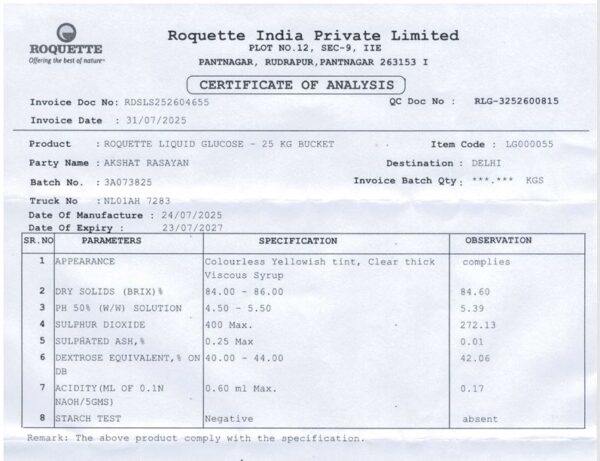 ROQUETTE
Offering the best of nature™
Roquette India Private Limited
PLOT NO.12, SEC-9, IIE
PANTNAGAR, RUDRAPUR,PANTNAGAR 263153 I
CERTIFICATE OF ANALYSIS
Invoice Doc No: RDSLS252604655 QC Doc No : RLG-3252600815
Invoice Date : 31/07/2025
Product : ROQUETTE LIQUID GLUCOSE - 25 KG BUCKET Item Code : LG000055
Party Name : AKSHAT RASAYAN Destination : DELHI
Batch No. : 3A073825 Invoice Batch Qty: ***.*** KGS
Truck No : NL01AH 7283
Date Of Manufacture : 24/07/2025
Date Of Expiry : 23/07/2027
SR.NO PARAMETERS SPECIFICATION OBSERVATION
1 APPEARANCE Colourless Yellowish tint, Clear thick complies
Viscous Syrup
2 DRY SOLIDS (BRIX)% 84.00 - 86.00 84.60
3 PH 50% (W/W) SOLUTION 4.50 - 5.50 5.39
4 SULPHUR DIOXIDE 400 Max. 272.13
5 SULPHATED ASH,% 0.25 Max 0.01
6 DEXTROSE EQUIVALENT,% ON 40.00 - 44.00 42.06
DB
7 ACIDITY(ML OF 0.1N 0.60 ml Max. 0.17
NAOH/5GMS)
8 STARCH TEST Negative absent
Remark: The above product comply with the specification.